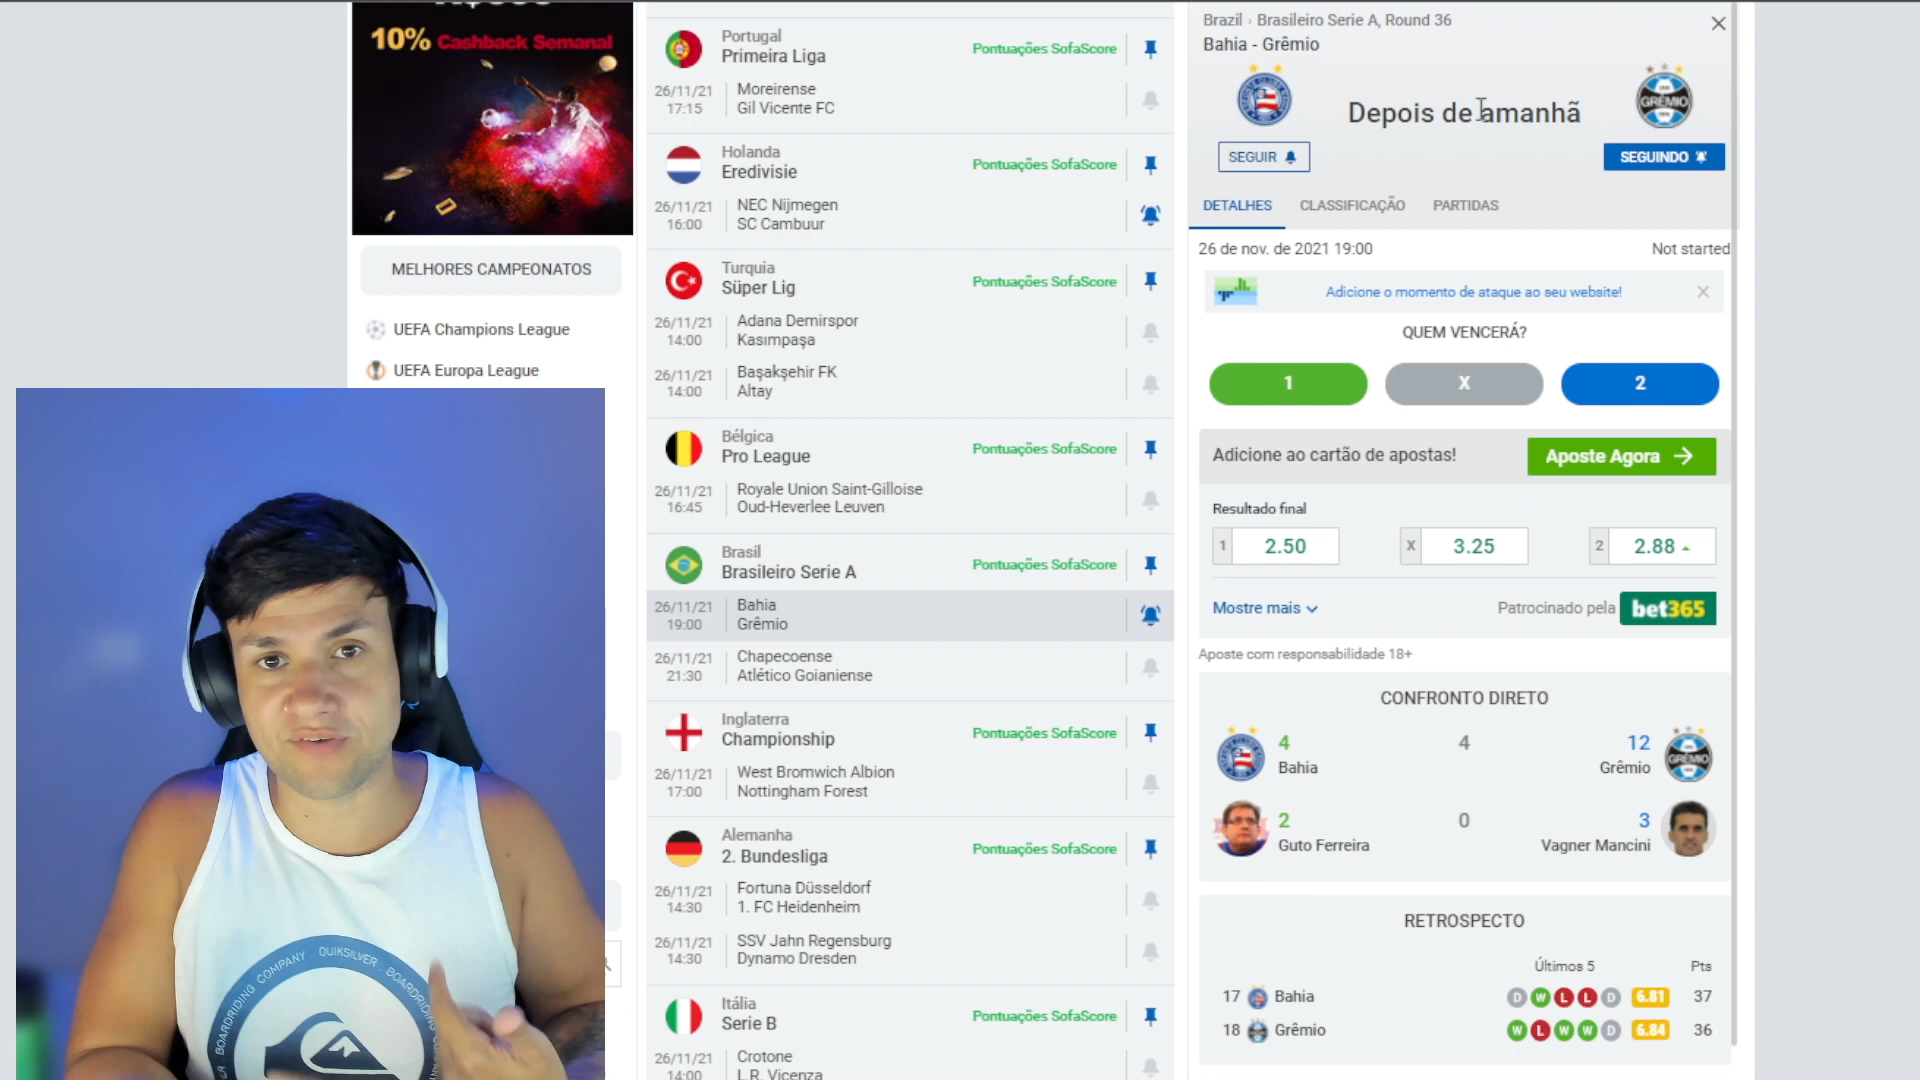 10% Cashback Semanal
MELHORES CAMPEONATOS
UEFA Champions League
UEFA Europa League
BOARDRIDING COMPANY . QUIKSILVER . BOARDRIDING
Portugal
Primeira Liga
Pontuações SofaScore
26/11/21
17:15
Moreirense
Gil Vicente FC
Holanda
Eredivisie
Pontuações SofaScore
26/11/21
16:00
NEC Nijmegen
SC Cambuur
Turquia
Süper Lig
Pontuações SofaScore
26/11/21
14:00
Adana Demirspor
Kasımpaşa
26/11/21
14:00
Başakşehir FK
Altay
Bélgica
Pro League
Pontuações SofaScore
26/11/21
16:45
Royale Union Saint-Gilloise
Oud-Heverlee Leuven
Brasil
Brasileiro Serie A
Pontuações SofaScore
26/11/21
19:00
Bahia
Grêmio
26/11/21
21:30
Chapecoense
Atlético Goianiense
Inglaterra
Championship
Pontuações SofaScore
26/11/21
17:00
West Bromwich Albion
Nottingham Forest
Alemanha
2. Bundesliga
Pontuações SofaScore
26/11/21
14:30
Fortuna Düsseldorf
1. FC Heidenheim
26/11/21
14:30
SSV Jahn Regensburg
Dynamo Dresden
Itália
Serie B
Pontuações SofaScore
26/11/21
14:00
Crotone
L.R. Vicenza
Brazil › Brasileiro Serie A, Round 36
Bahia - Grêmio
Depois de amanhã
GRÊMIO
SEGUIR
SEGUINDO
DETALHES CLASSIFICAÇÃO PARTIDAS
26 de nov. de 2021 19:00 Not started
Adicione o momento de ataque ao seu website!
QUEM VENCERÁ?
1 X 2
Adicione ao cartão de apostas! Aposte Agora →
Resultado final
1 2.50 X 3.25 2 2.88
Mostre mais Patrocinado pela bet365
Aposte com responsabilidade 18+
CONFRONTO DIRETO
4 4 12
Bahia Grêmio
GRÊMIO
2 0 3
Guto Ferreira Vagner Mancini
RETROSPECTO
Últimos 5 Pts
17 Bahia D W L L D 6.81 37
18 Grêmio W L W W D 6.84 36